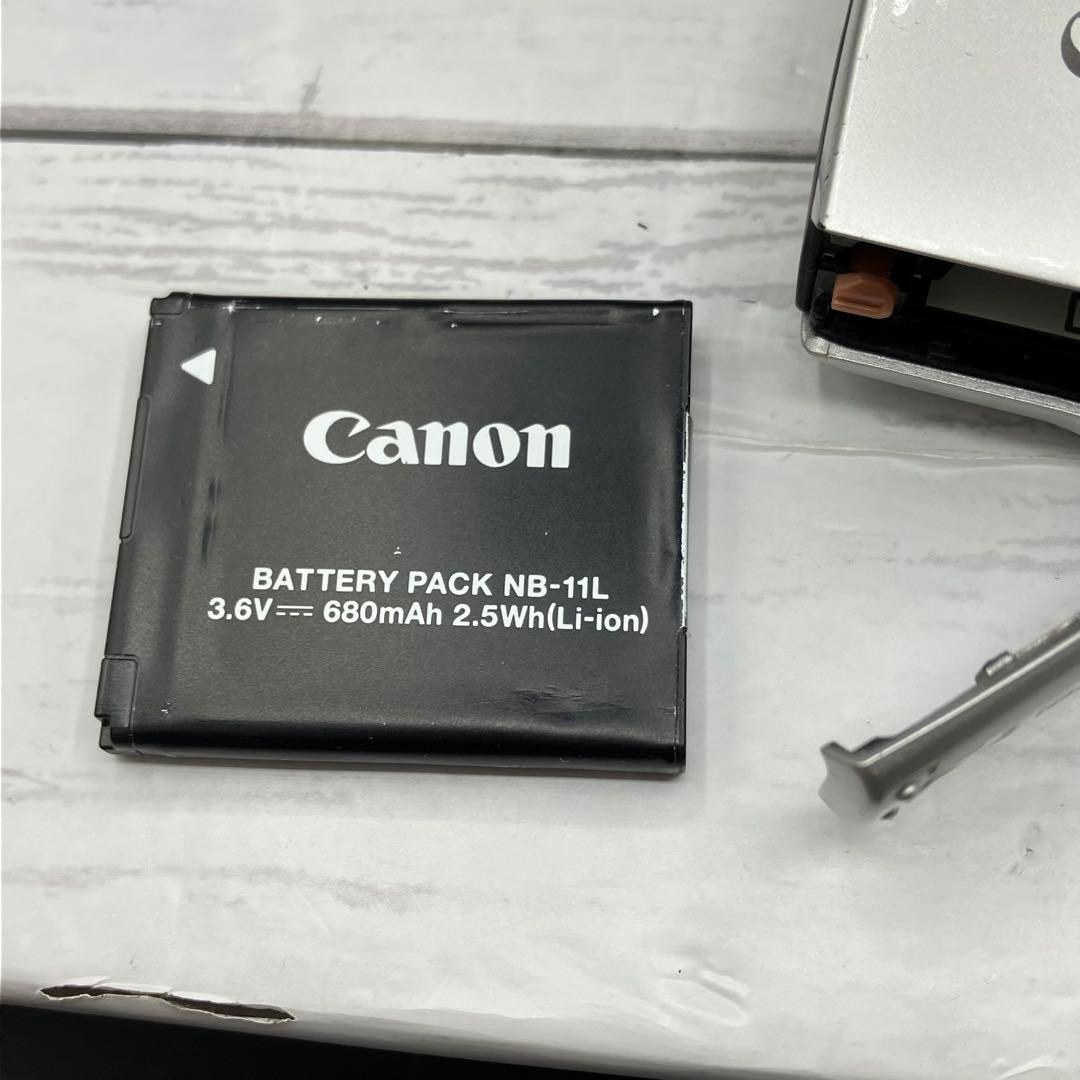 Canon
BATTERY PACK NB-11L
3.6V⎓ 680mAh 2.5Wh(Li-ion)